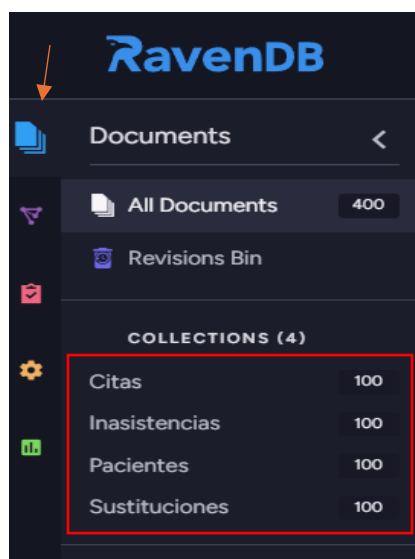 RavenDB
Documents
All Documents 400
Revisions Bin
COLLECTIONS (4)
Citas 100
Inasistencias 100
Pacientes 100
Sustituciones 100